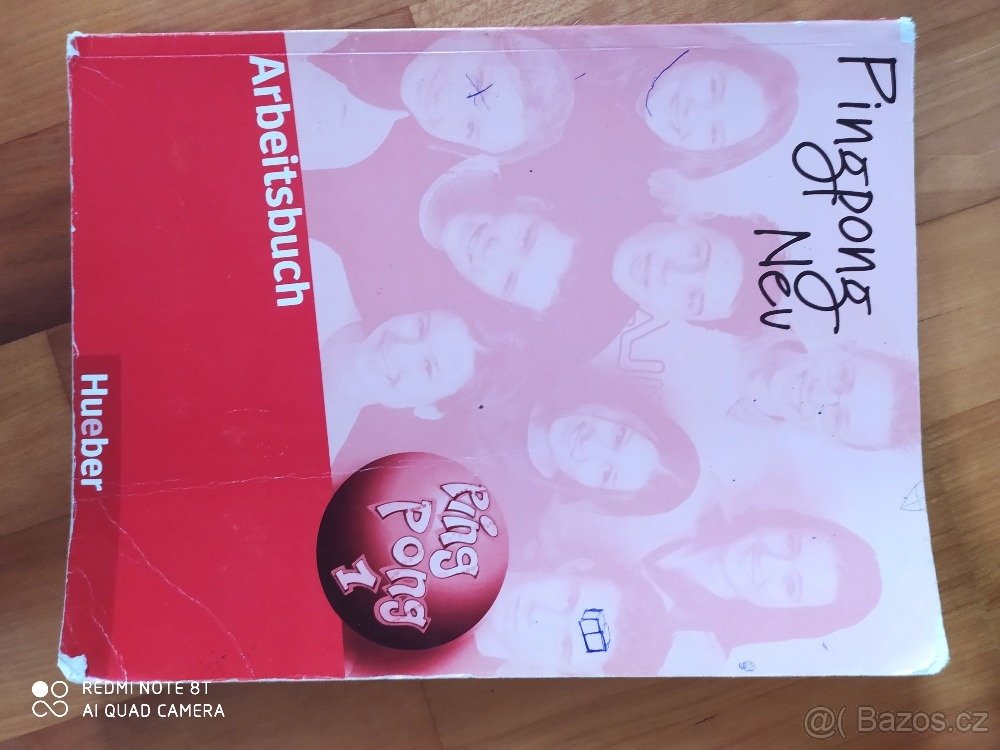 Pingpong
Neu
Arbeitsbuch
Ping
Pong
1
Hueber
REDMI NOTE 8T
AI QUAD CAMERA
@( Bazos.cz